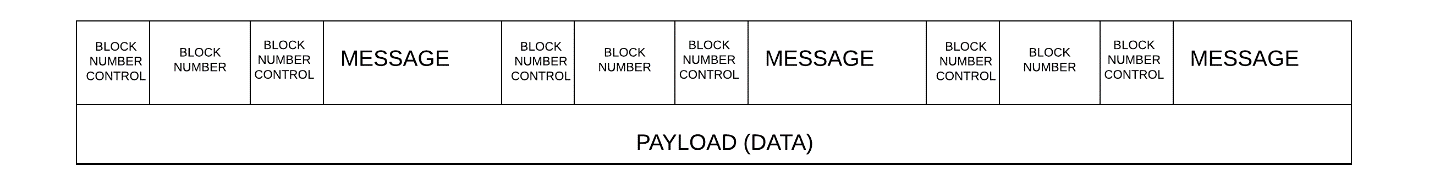 BLOCK
NUMBER
CONTROL
BLOCK
NUMBER
BLOCK
NUMBER
CONTROL
MESSAGE
BLOCK
NUMBER
CONTROL
BLOCK
NUMBER
BLOCK
NUMBER
CONTROL
MESSAGE
BLOCK
NUMBER
CONTROL
BLOCK
NUMBER
BLOCK
NUMBER
CONTROL
MESSAGE
PAYLOAD (DATA)